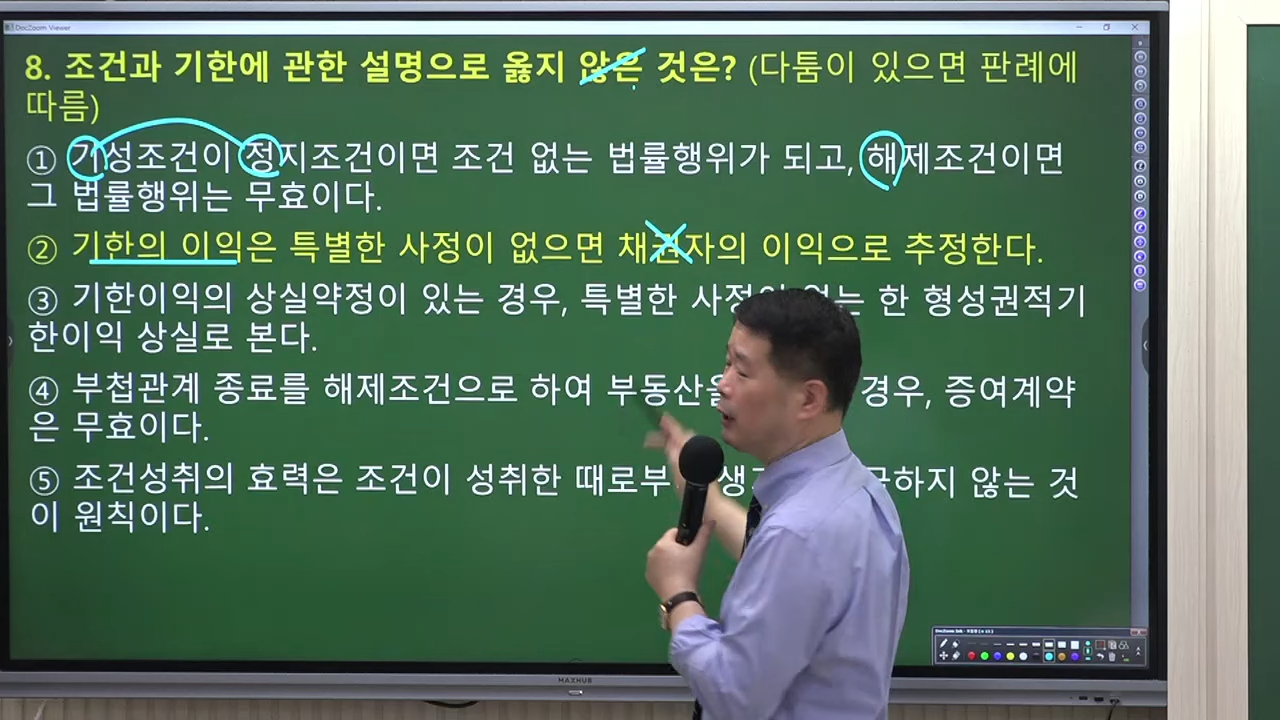 DocZoom Viewer
8. 조건과 기한에 관한 설명으로 옳지 않은 것은? (다툼이 있으면 판례에
따름)
① 기성조건이 정지조건이면 조건 없는 법률행위가 되고, 해제조건이면
그 법률행위는 무효이다.
② 기한의 이익은 특별한 사정이 없으면 채권자의 이익으로 추정한다.
③ 기한이익의 상실약정이 있는 경우, 특별한 사정이 없는 한 형성권적기
한이익 상실로 본다.
④ 부첩관계 종료를 해제조건으로 하여 부동산을 경우, 증여계약
은 무효이다.
⑤ 조건성취의 효력은 조건이 성취한 때로부 하지 않는 것
이 원칙이다.
MAXHUB